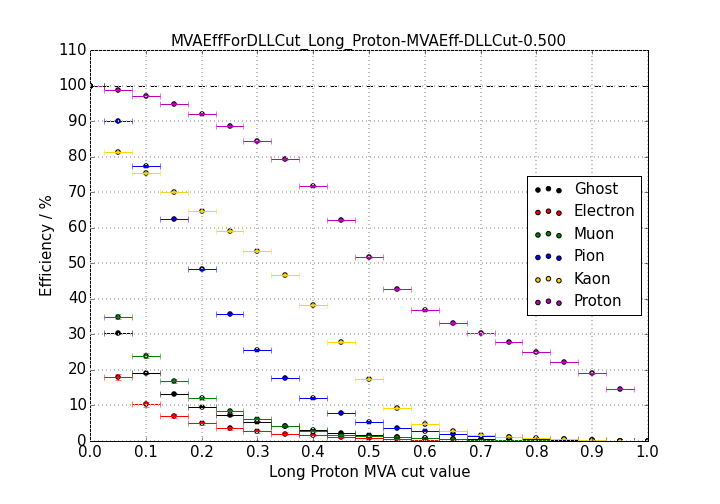 MVAEffForDLLCut_Long_Proton-MVAEff-DLLCut-0.500
110
100
90
80
70
60
50
40
30
20
10
0
Efficiency / %
Ghost
Electron
Muon
Pion
Kaon
Proton
0.0 0.1 0.2 0.3 0.4 0.5 0.6 0.7 0.8 0.9 1.0
Long Proton MVA cut value